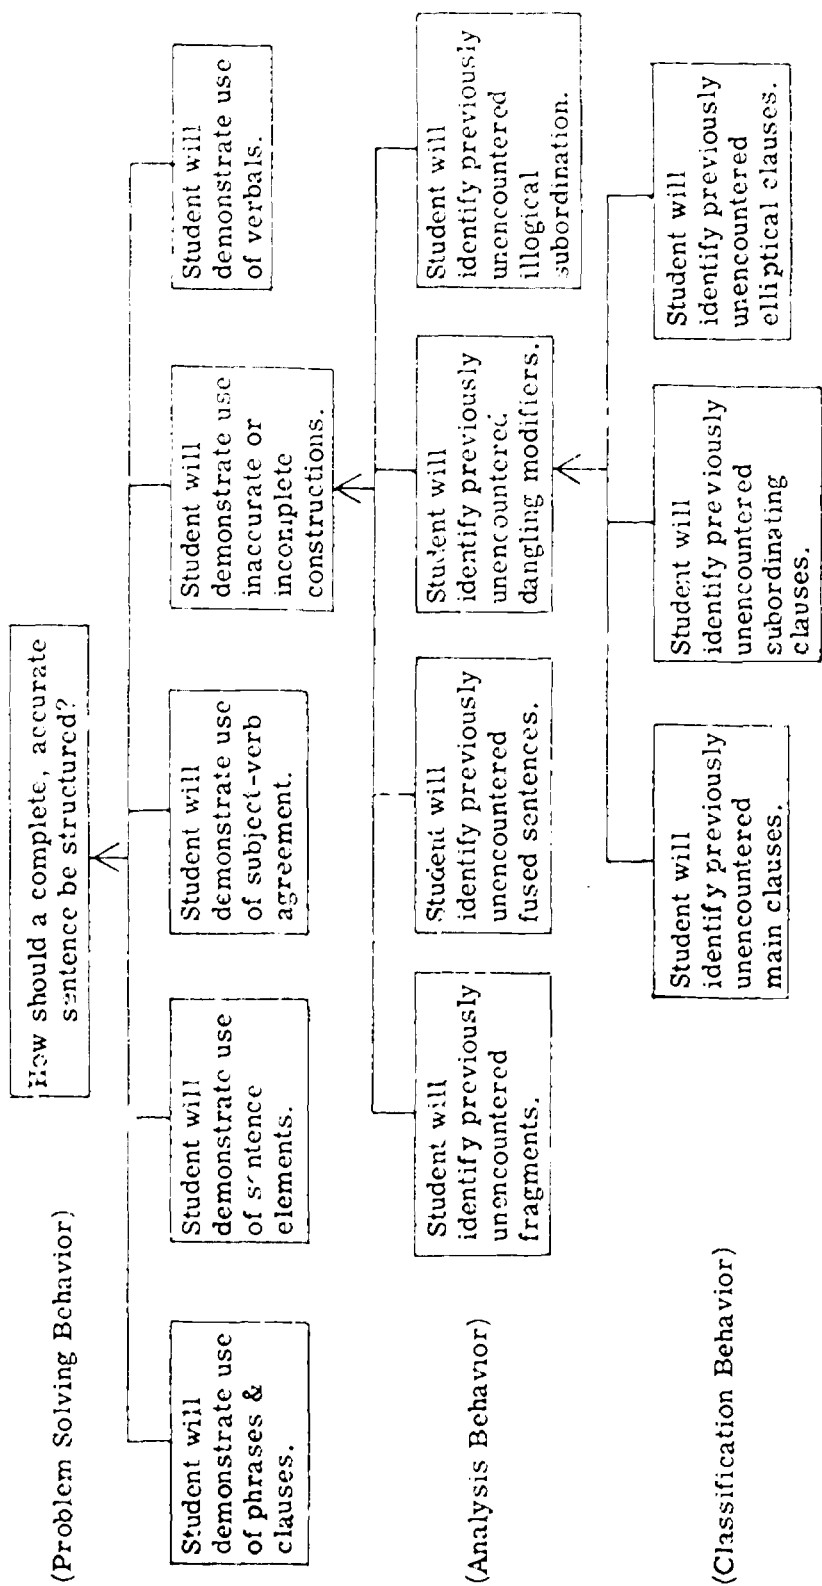 How should a complete, accurate
sentence be structured?
(Problem Solving Behavior)
Student will
demonstrate use
of phrases &
clauses.
Student will
demonstrate use
of sentence
elements.
Student will
demonstrate use
of subject-verb
agreement.
Student will
demonstrate use
inaccurate or
incomplete
constructions.
Student will
demonstrate use
of verbals.
(Analysis Behavior)
Student will
identify previously
unencountered
fragments.
Student will
identify previously
unencountered
fused sentences.
Student will
identify previously
unencountered
dangling modifiers.
Student will
identify previously
unencountered
illogical
subordination.
(Classification Behavior)
Student will
identify previously
unencountered
main clauses.
Student will
identify previously
unencountered
subordinating
clauses.
Student will
identify previously
unencountered
elliptical clauses.